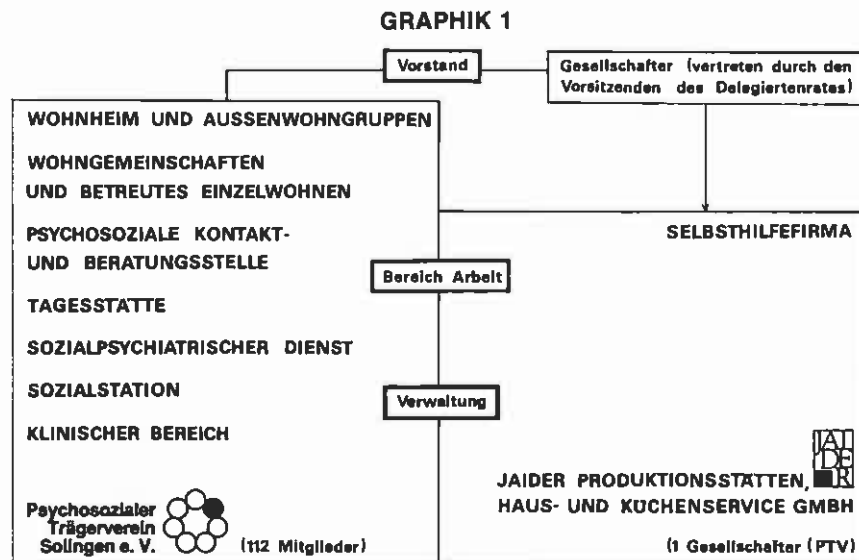 GRAPHIK 1
Vorstand
Gesellschafter (vertreten durch den
Vorsitzenden des Delegiertenrates)
WOHNHEIM UND AUSSENWOHNGRUPPEN
WOHNGEMEINSCHAFTEN
UND BETREUTES EINZELWOHNEN
PSYCHOSOZIALE KONTAKT-
UND BERATUNGSSTELLE
TAGESSTÄTTE
SOZIALPSYCHIATRISCHER DIENST
SOZIALSTATION
KLINISCHER BEREICH
Psychosozialer
Trägerverein
Solingen e. V.
(112 Mitglieder)
Bereich Arbeit
Verwaltung
SELBSTHILFEFIRMA
JAI
DE
R
JAIDER PRODUKTIONSSTÄTTEN,
HAUS- UND KÜCHENSERVICE GMBH
(1 Gesellschafter (PTV)